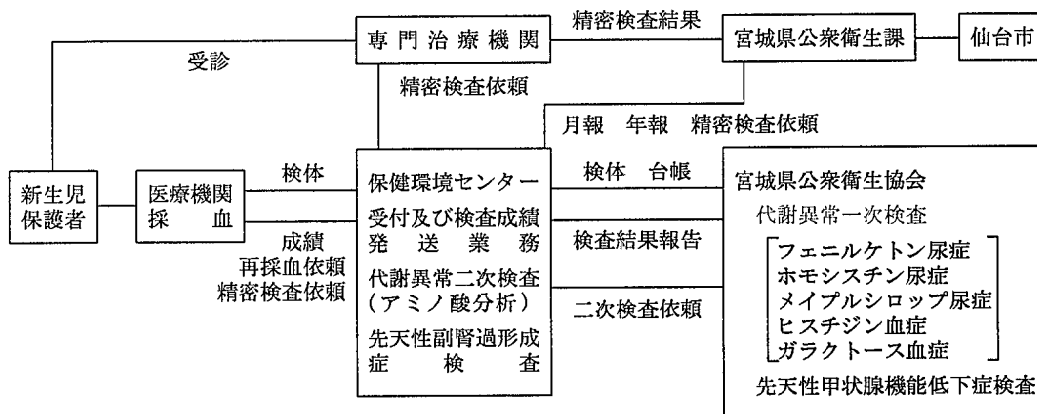 専門治療機関
精密検査結果
宮城県公衆衛生課
仙台市
受診
精密検査依頼
月報 年報 精密検査依頼
新生児
保護者
医療機関
採血
検体
成績
再採血依頼
精密検査依頼
保健環境センター
受付及び検査成績
発送業務
代謝異常二次検査
(アミノ酸分析)
先天性副腎過形成
症検査
検体 台帳
検査結果報告
二次検査依頼
宮城県公衆衛生協会
代謝異常一次検査
フェニルケトン尿症
ホモシスチン尿症
メイプルシロップ尿症
ヒスチジン血症
ガラクトース血症
先天性甲状腺機能低下症検査